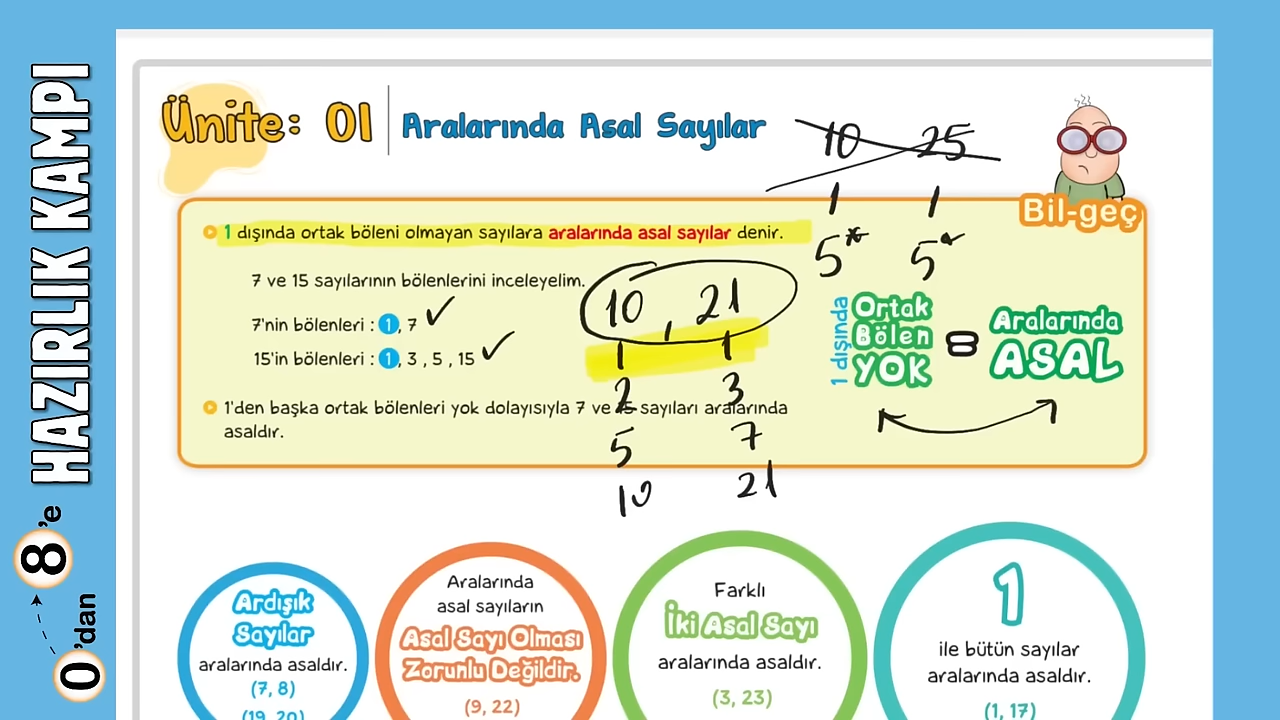 0'dan 8'e HAZIRLIK KAMPI
Ünite: 01
Aralarında Asal Sayılar
10 25
1 1
5* 5*
Bil-geç
1 dışında ortak böleni olmayan sayılara aralarında asal sayılar denir.
7 ve 15 sayılarının bölenlerini inceleyelim.
7'nin bölenleri : 1, 7
15'in bölenleri : 1, 3 , 5 , 15
10 , 21
1 1
2 3
5 7
10 21
1 dışında
Ortak
Bölen
YOK
=
Aralarında
ASAL
1'den başka ortak bölenleri yok dolayısıyla 7 ve 15 sayıları aralarında
asaldır.
Ardışık
Sayılar
aralarında asaldır.
(7, 8)
(19, 20)
Aralarında
asal sayıların
Asal Sayı Olması
Zorunlu Değildir.
(9, 22)
Farklı
İki Asal Sayı
aralarında asaldır.
(3, 23)
1
ile bütün sayılar
aralarında asaldır.
(1, 17)